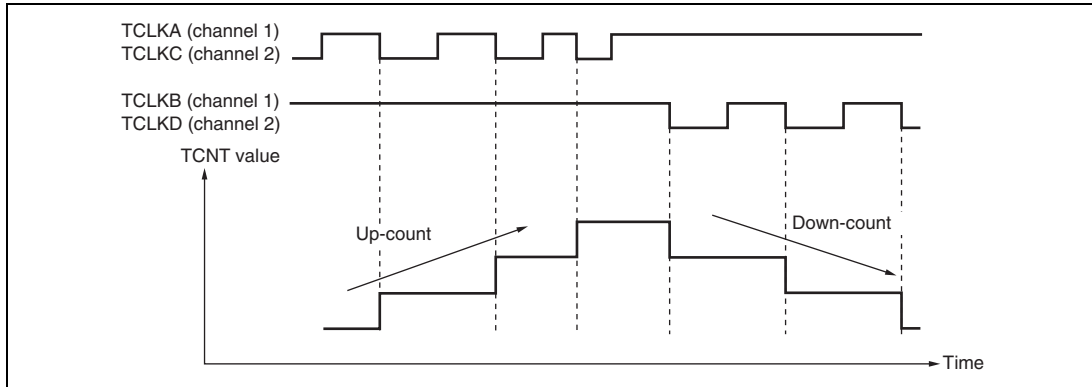 TCLKA (channel 1)
TCLKC (channel 2)
TCLKB (channel 1)
TCLKD (channel 2)
TCNT value
Up-count
Down-count
Time